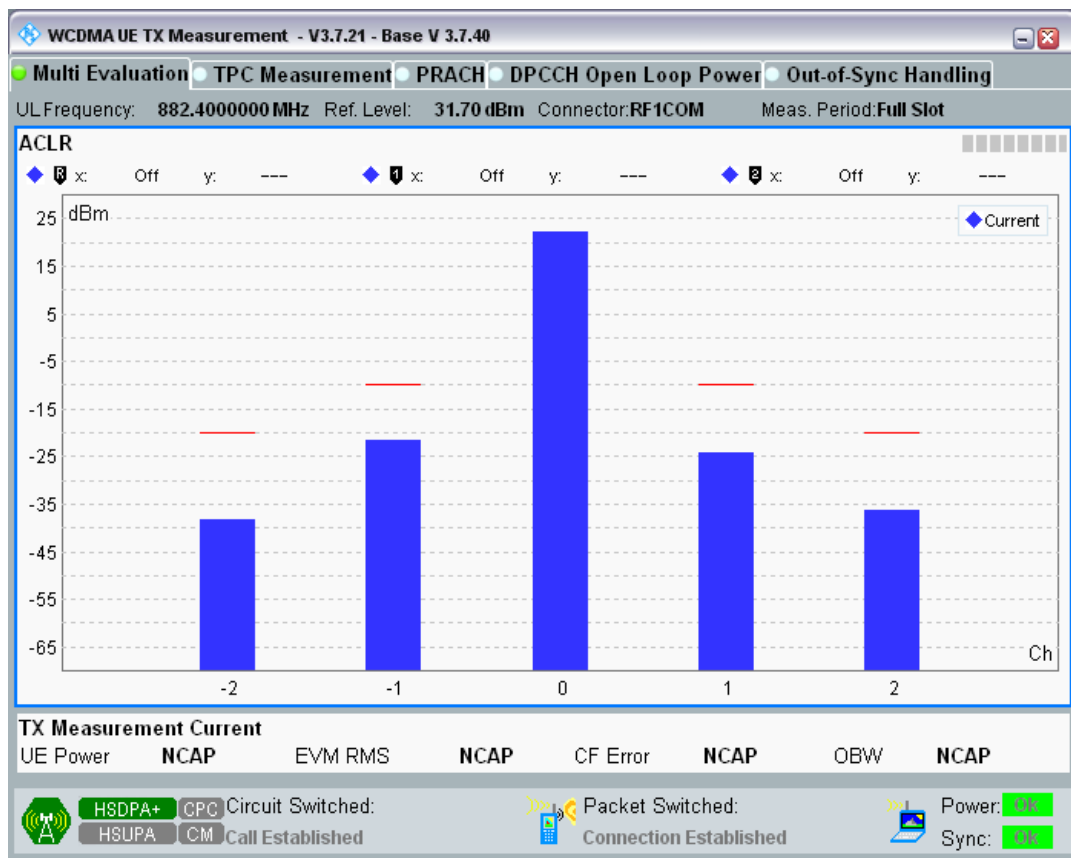 WCDMA UE TX Measurement - V3.7.21 - Base V 3.7.40
Multi Evaluation TPC Measurement PRACH DPCCH Open Loop Power Out-of-Sync Handling
UL Frequency: 882.4000000 MHz Ref. Level: 31.70 dBm Connector:RF1COM Meas. Period:Full Slot
ACLR
R x: Off y: --- 1 x: Off y: --- 2 x: Off y: ---
dBm
Current
25
15
5
-5
-15
-25
-35
-45
-55
-65
Ch
-2 -1 0 1 2
TX Measurement Current
UE Power NCAP EVM RMS NCAP CF Error NCAP OBW NCAP
HSDPA+ CPC Circuit Switched: Packet Switched: Power: Ok
HSUPA CM Call Established Connection Established Sync: Ok